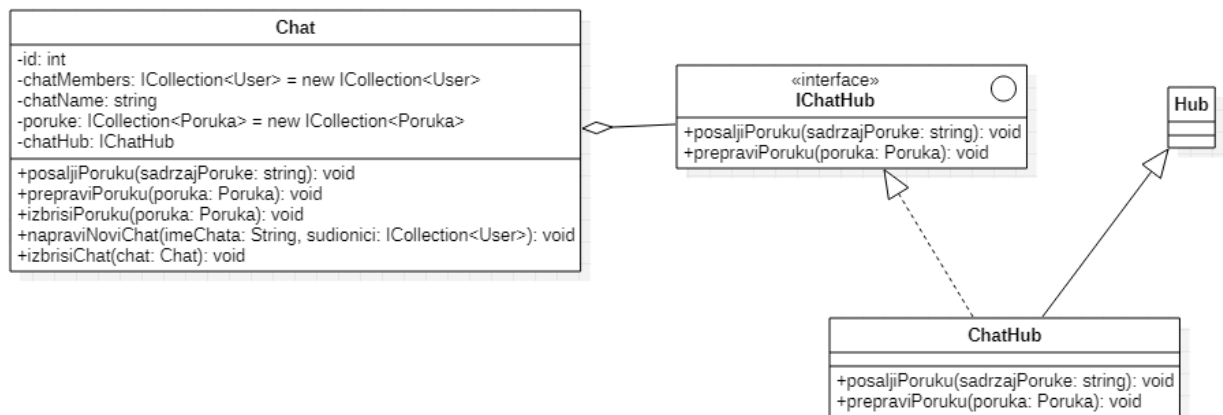 Chat
-id: int
-chatMembers: ICollection<User> = new ICollection<User>
-chatName: string
-poruke: ICollection<Poruka> = new ICollection<Poruka>
-chatHub: IChatHub
+posaljiPoruku(sadrzajPoruke: string): void
+prepraviPoruku(poruka: Poruka): void
+izbrisiPoruku(poruka: Poruka): void
+napraviNoviChat(imeChata: String, sudionici: ICollection<User>): void
+izbrisiChat(chat: Chat): void
«interface»
IChatHub
+posaljiPoruku(sadrzajPoruke: string): void
+prepraviPoruku(poruka: Poruka): void
Hub
ChatHub
+posaljiPoruku(sadrzajPoruke: string): void
+prepraviPoruku(poruka: Poruka): void